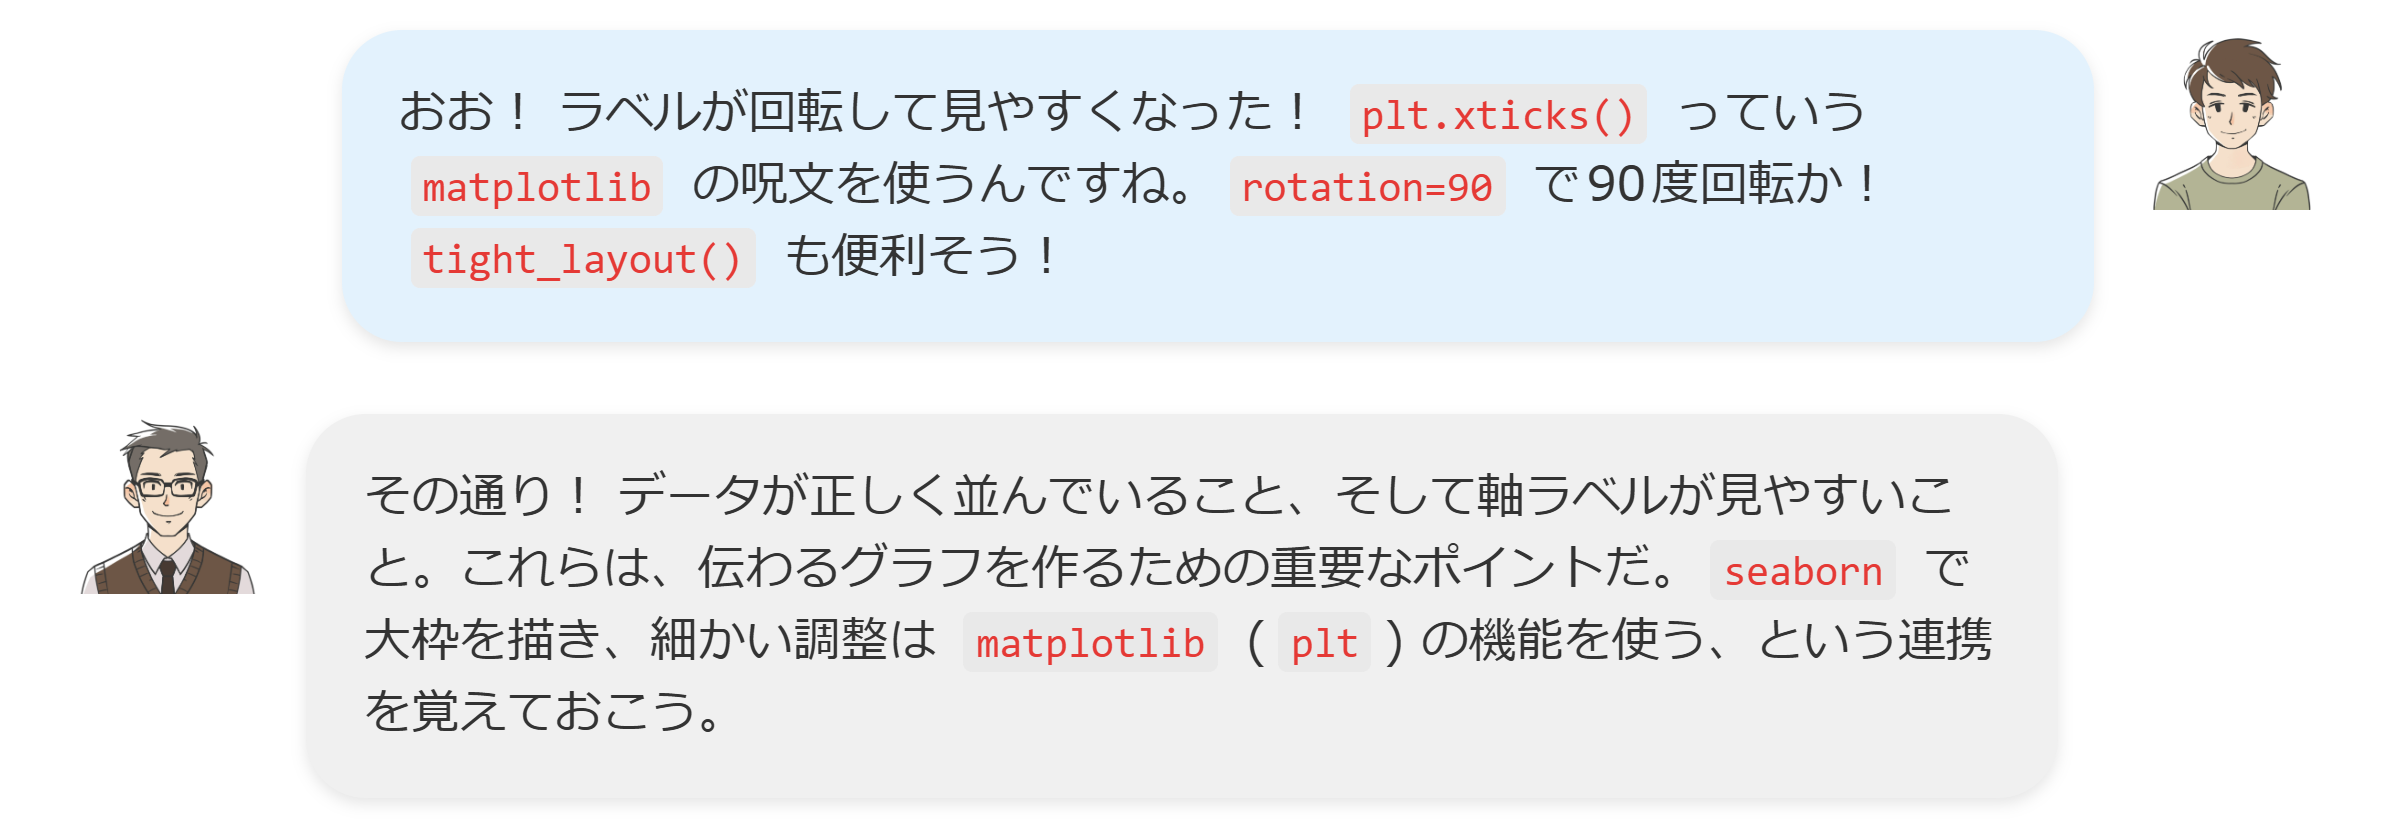 おお！ ラベルが回転して見やすくなった！ plt.xticks() っていう
matplotlib の呪文を使うんですね。 rotation=90 で90度回転か！
tight_layout() も便利そう！
その通り！ データが正しく並んでいること、そして軸ラベルが見やすいこ
と。これらは、伝わるグラフを作るための重要なポイントだ。 seaborn で
大枠を描き、細かい調整は matplotlib ( plt ) の機能を使う、という連携
を覚えておこう。